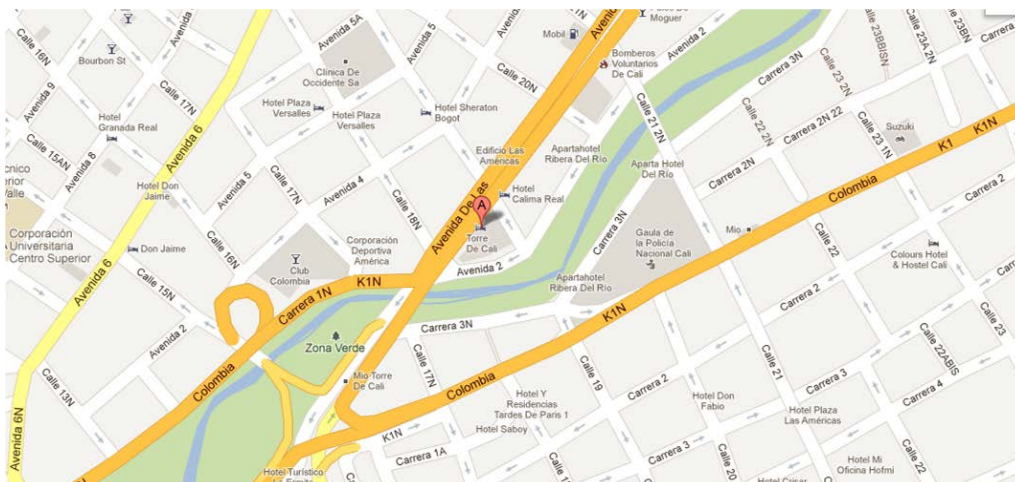 Bourbon St
Calle 16N
Avenida 9
Calle 17N
Hotel
Granada Real
Calle 15AN
Avenida 8
Hotel Don
Jaime
Avenida 6
Avenida 5A
Clínica De
Occidente Sa
Hotel Plaza
Versalles
Hotel Plaza
Versalles
Hotel Sheraton
Bogot
Calle 20N
Mobil
Moguer
Bomberos
Voluntarios
De Cali
Avenida 2
Carrera 3N
Calle 23BBISN
Calle 23A 2N
Calle 23BN
Calle 21 2N
Calle 22 2N
Carrera 2N 22
Calle 23 2N
Suzuki
K1
K1N
Edificio Las
Américas
Apartahotel
Ribera Del Río
Aparta Hotel
Del Río
Carrera 2N
Calle 23 1N
Colombia
Carrera 2
Avenida 5
Avenida 4
Calle 17N
Calle 18N
Avenida De Las
Hotel
Calima Real
A
Torre
De Cali
Carrera 3N
Gaula de
la Policía
Nacional Cali
Mio
Calle 22
Colours Hotel
& Hostel Cali
Corporación
Universitaria
Centro Superior
Don Jaime
Calle 16N
Corporación
Deportiva
América
Club
Colombia
Avenida 2
Apartahotel
Ribera Del Río
Calle 15N
Avenida 6
K1N
Carrera 1N
Carrera 3N
K1N
Carrera 2
Calle 23
Avenida 2
Zona Verde
Colombia
Mio Torre
De Cali
Calle 17N
Colombia
Calle 19
Carrera 2
Calle 21
Carrera 3
Calle 22ABIS
Carrera 4
Calle 13N
Avenida 6N
Hotel Y
Residencias
Tardes De Paris 1
Hotel Saboy
Hotel Don
Fabio
Hotel Plaza
Las Américas
K1N
Carrera 1A
Carrera 3
Hotel Turístico
Calle 20
Hotel Mi
Oficina Hofmi
Calle 22
Hotel Crisar